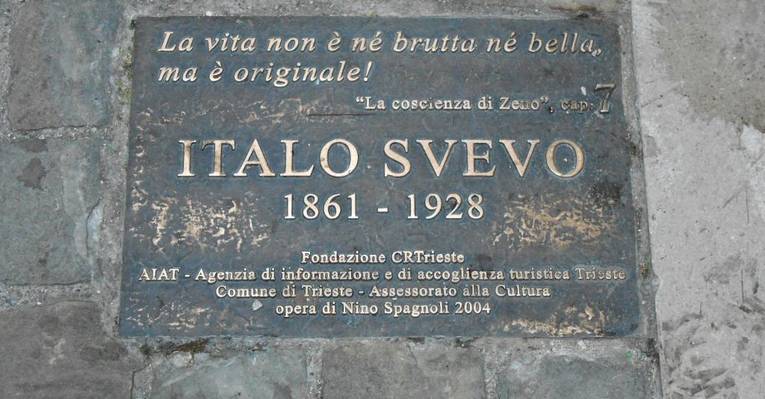 La vita non è né brutta né bella,
ma è originale!
"La coscienza di Zeno", cap. 7
ITALO SVEVO
1861 - 1928
Fondazione CRTrieste
AIAT - Agenzia di informazione e di accoglienza turistica Trieste
Comune di Trieste - Assessorato alla Cultura
opera di Nino Spagnoli 2004